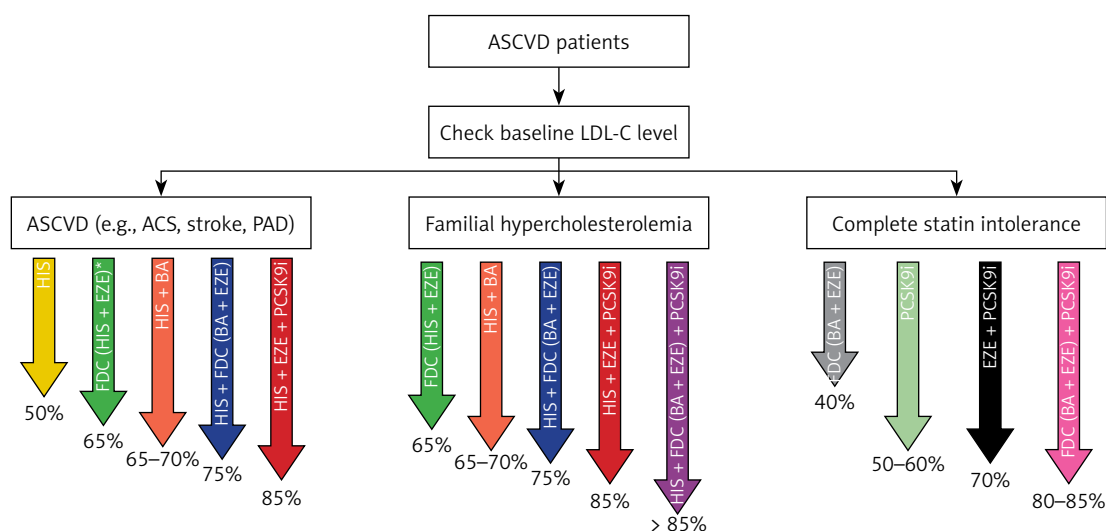 ASCVD patients
Check baseline LDL-C level
ASCVD (e.g., ACS, stroke, PAD)
HIS
FDC (HIS + EZE)*
HIS + BA
HIS + FDC (BA + EZE)
HIS + EZE + PCSK9i
50%
65%
65–70%
75%
85%
Familial hypercholesterolemia
FDC (HIS + EZE)
HIS + BA
HIS + FDC (BA + EZE)
HIS + EZE + PCSK9i
HIS + FDC (BA + EZE) + PCSK9i
65%
65–70%
75%
85%
> 85%
Complete statin intolerance
FDC (BA + EZE)
PCSK9i
EZE + PCSK9i
FDC (BA + EZE) + PCSK9i
40%
50–60%
70%
80–85%